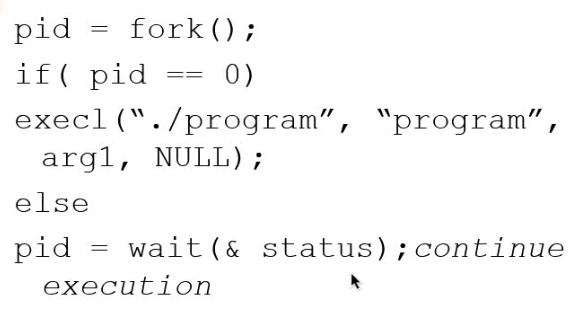 pid = fork();
if( pid == 0)
execl(“./program”, “program”,
arg1, NULL);
else
pid = wait(& status);continue
execution